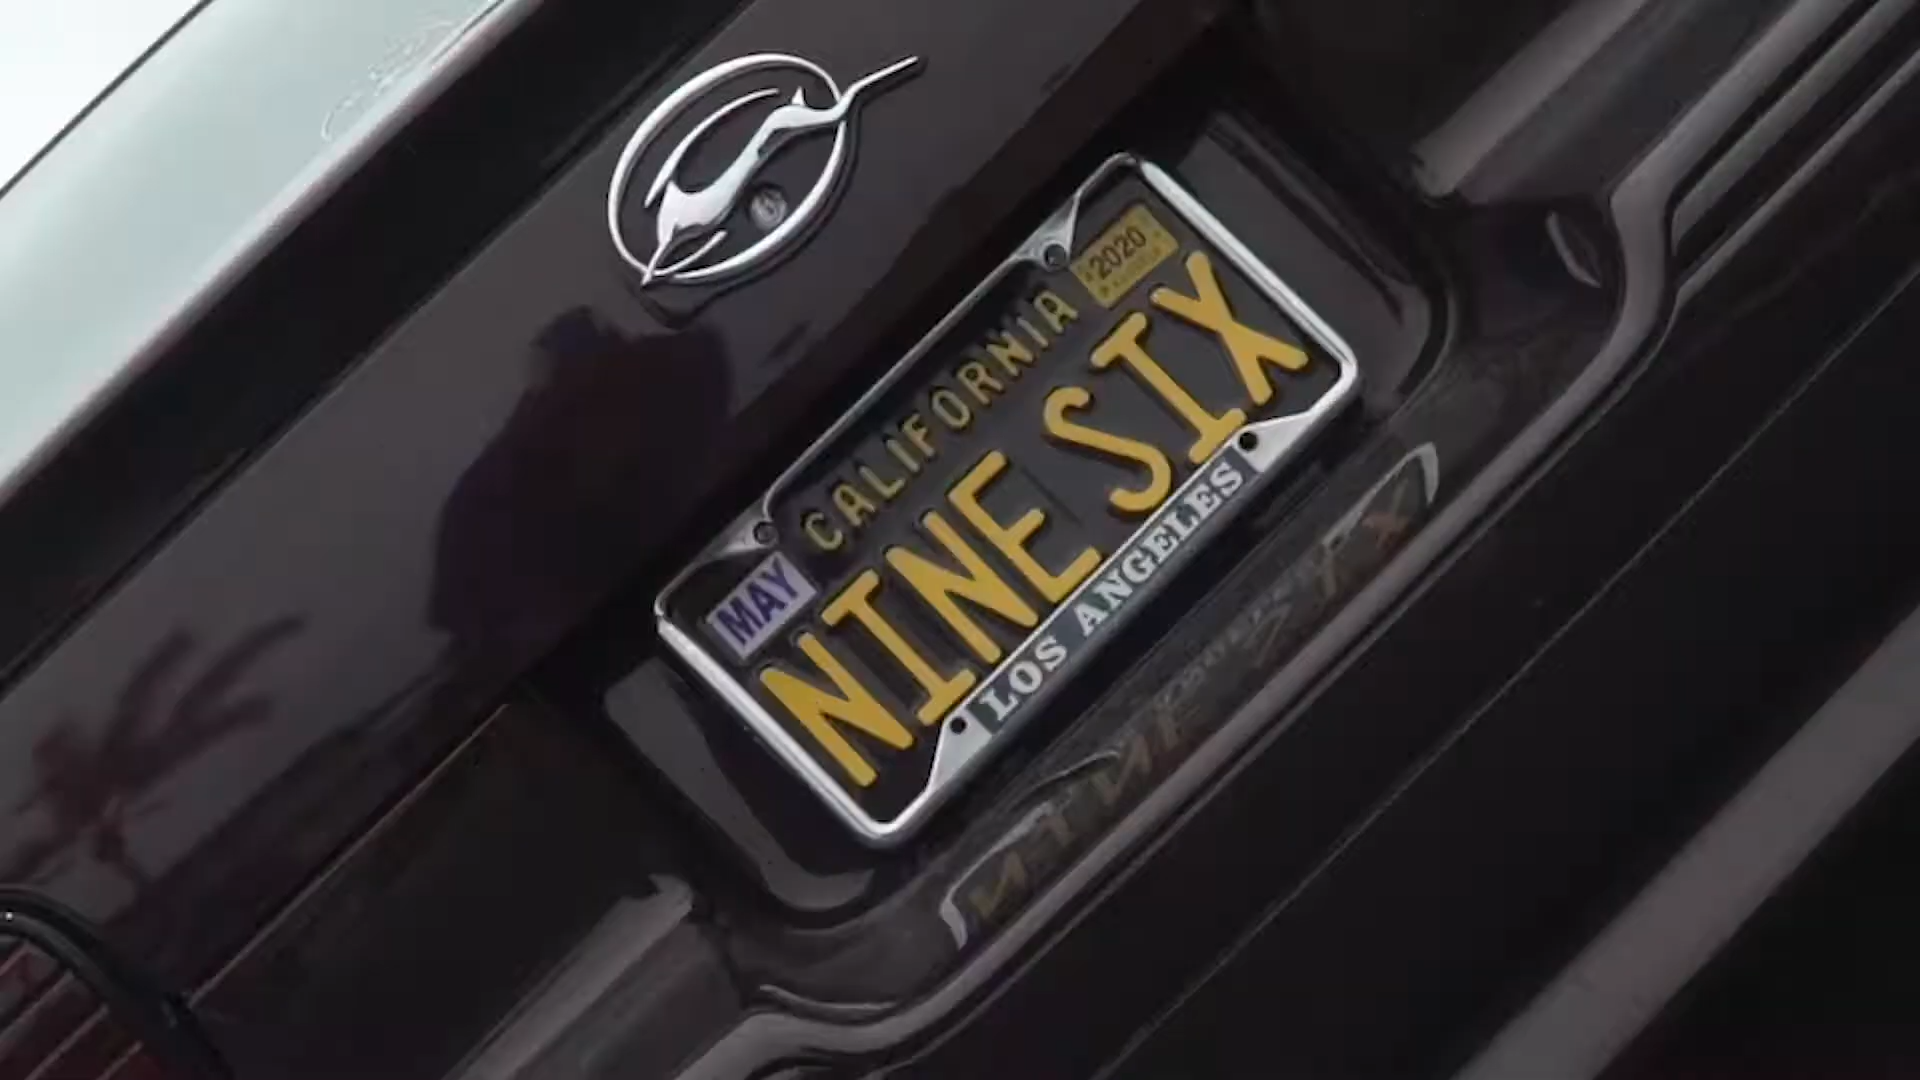 2020
CALIFORNIA
MAY
NINE SIX
LOS ANGELES